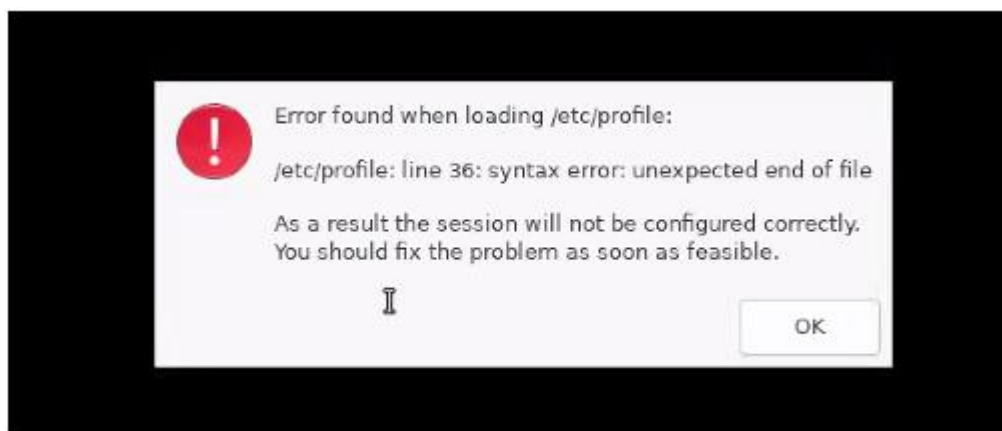 Error found when loading /etc/profile:
/etc/profile: line 36: syntax error: unexpected end of file
As a result the session will not be configured correctly.
You should fix the problem as soon as feasible.
OK